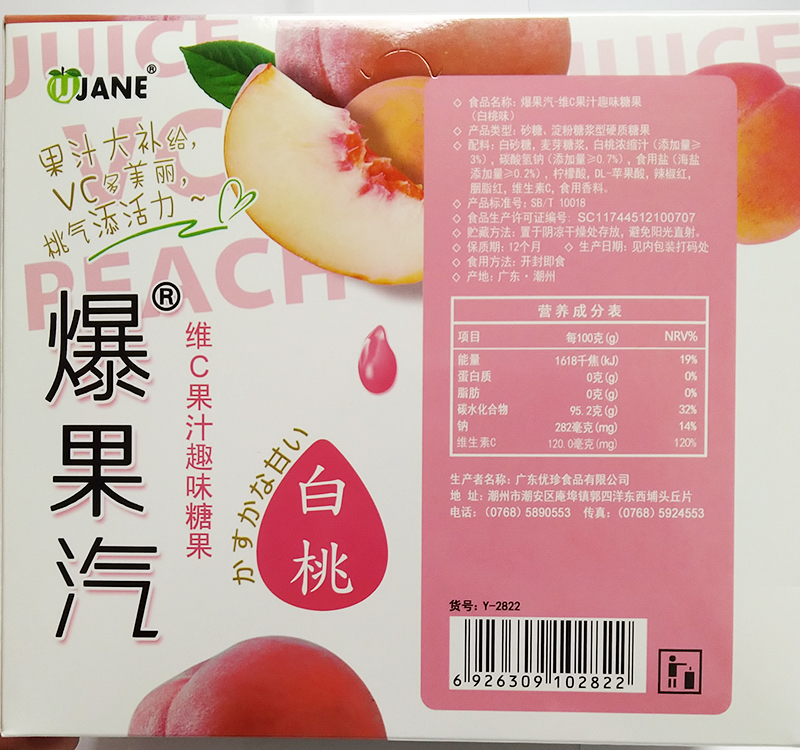 JUICE
JUICE
VC
PEACH
UJANE®
果汁大补给,
VC多美丽,
桃气添活力~
爆果汽®
维C果汁趣味糖果
かすかな甘い
白桃
◇ 食品名称: 爆果汽·维C果汁趣味糖果
(白桃味)
◇ 产品类型: 砂糖、淀粉糖浆型硬质糖果
◇ 配料: 白砂糖, 麦芽糖浆, 白桃浓缩汁 (添加量≥
3%), 碳酸氢钠 (添加量≥0.7%), 食用盐 (海盐
添加量≥0.2%), 柠檬酸, DL-苹果酸, 辣椒红,
胭脂红, 维生素C, 食用香料。
◇ 产品标准号: SB/T 10018
◇ 食品生产许可证编号: SC11744512100707
◇ 贮藏方法: 置于阴凉干燥处存放, 避免阳光直射。
◇ 保质期: 12个月 ◇ 生产日期: 见内包装打码处
◇ 食用方法: 开封即食
◇ 产地: 广东·潮州
营养成分表
项目 每100克(g) NRV%
能量 1618千焦(kJ) 19%
蛋白质 0克(g) 0%
脂肪 0克(g) 0%
碳水化合物 95.2克(g) 32%
钠 282毫克(mg) 14%
维生素C 120.0毫克(mg) 120%
生产者名称: 广东优珍食品有限公司
地 址: 潮州市潮安区庵埠镇郭四洋东西埔头丘片
电话: (0768) 5890553 传真: (0768) 5924553
货号: Y-2822
6 926309 102822